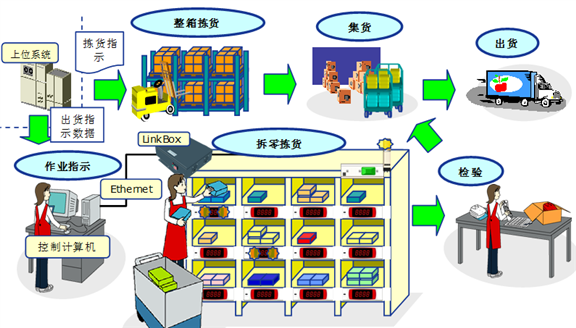 整箱拣货
集货
出货
上位系统
拣货指
示
出货指
示数据
LinkBox
拆零拣货
作业指示
Ethernet
检验
控制计算机